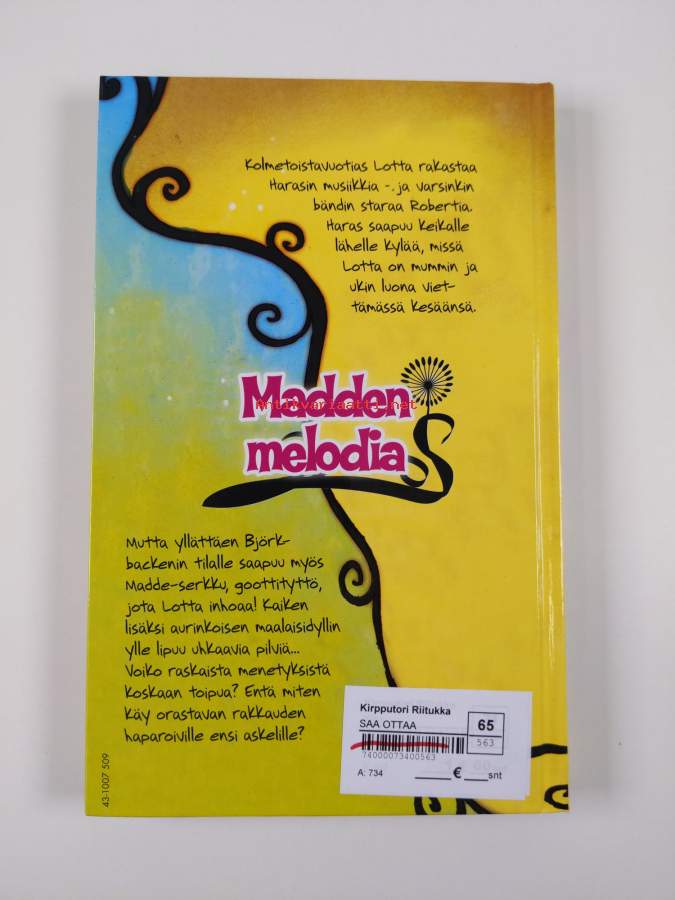 Kolmetoistavuotias Lotta rakastaa
Harasin musiikkia -. ja varsinkin
bändin staraa Robertia.
Haras saapuu keikalle
lähelle kylää, missä
Lotta on mummin ja
ukin luona viet-
tämässä kesäänsä.
Madden
Antikvariaatti.net
melodia
Mutta yllättäen Björk-
backenin tilalle saapuu myös
Madde-serkku, goottityttö,
jota Lotta inhoaa! Kaiken
lisäksi aurinkoisen maalaisidyllin
ylle lipuu uhkaavia pilviä...
Voiko raskaista menetyksistä
koskaan toipua? Entä miten
käy orastavan rakkauden
haparoiville ensi askelille?
43-1007 509
Kirpputori Riitukka
SAA OTTAA
65
563
74000073400563
A: 734
€
snt